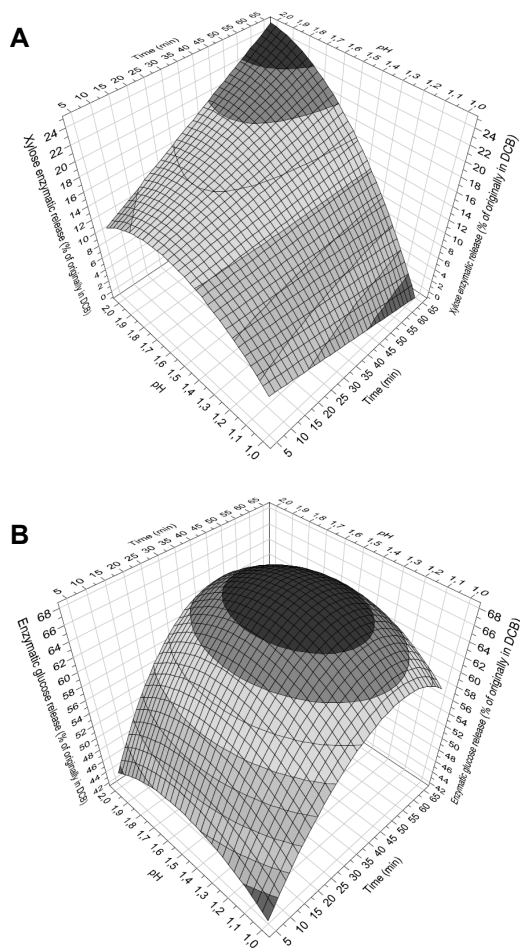 A
Time (min)
5 10 15 20 25 30 35 40 45 50 55 60 65
pH
2,0 1,9 1,8 1,7 1,6 1,5 1,4 1,3 1,2 1,1 1,0
Xylose enzymatic release (% of originally in DCB)
24 22 20 18 16 14 12 10 8 6 4 2 0
Xylose enzymatic release (% of originally in DCB)
24 22 20 18 16 14 12 10 8 6 4 2 0
pH
2,0 1,9 1,8 1,7 1,6 1,5 1,4 1,3 1,2 1,1 1,0
Time (min)
5 10 15 20 25 30 35 40 45 50 55 60 65
B
Time (min)
5 10 15 20 25 30 35 40 45 50 55 60 65
pH
2,0 1,9 1,8 1,7 1,6 1,5 1,4 1,3 1,2 1,1 1,0
Enzymatic glucose release (% of originally in DCB)
68 66 64 62 60 58 56 54 52 50 48 46 44 42
Enzymatic glucose release (% of originally in DCB)
68 66 64 62 60 58 56 54 52 50 48 46 44 42
pH
2,0 1,9 1,8 1,7 1,6 1,5 1,4 1,3 1,2 1,1 1,0
Time (min)
5 10 15 20 25 30 35 40 45 50 55 60 65